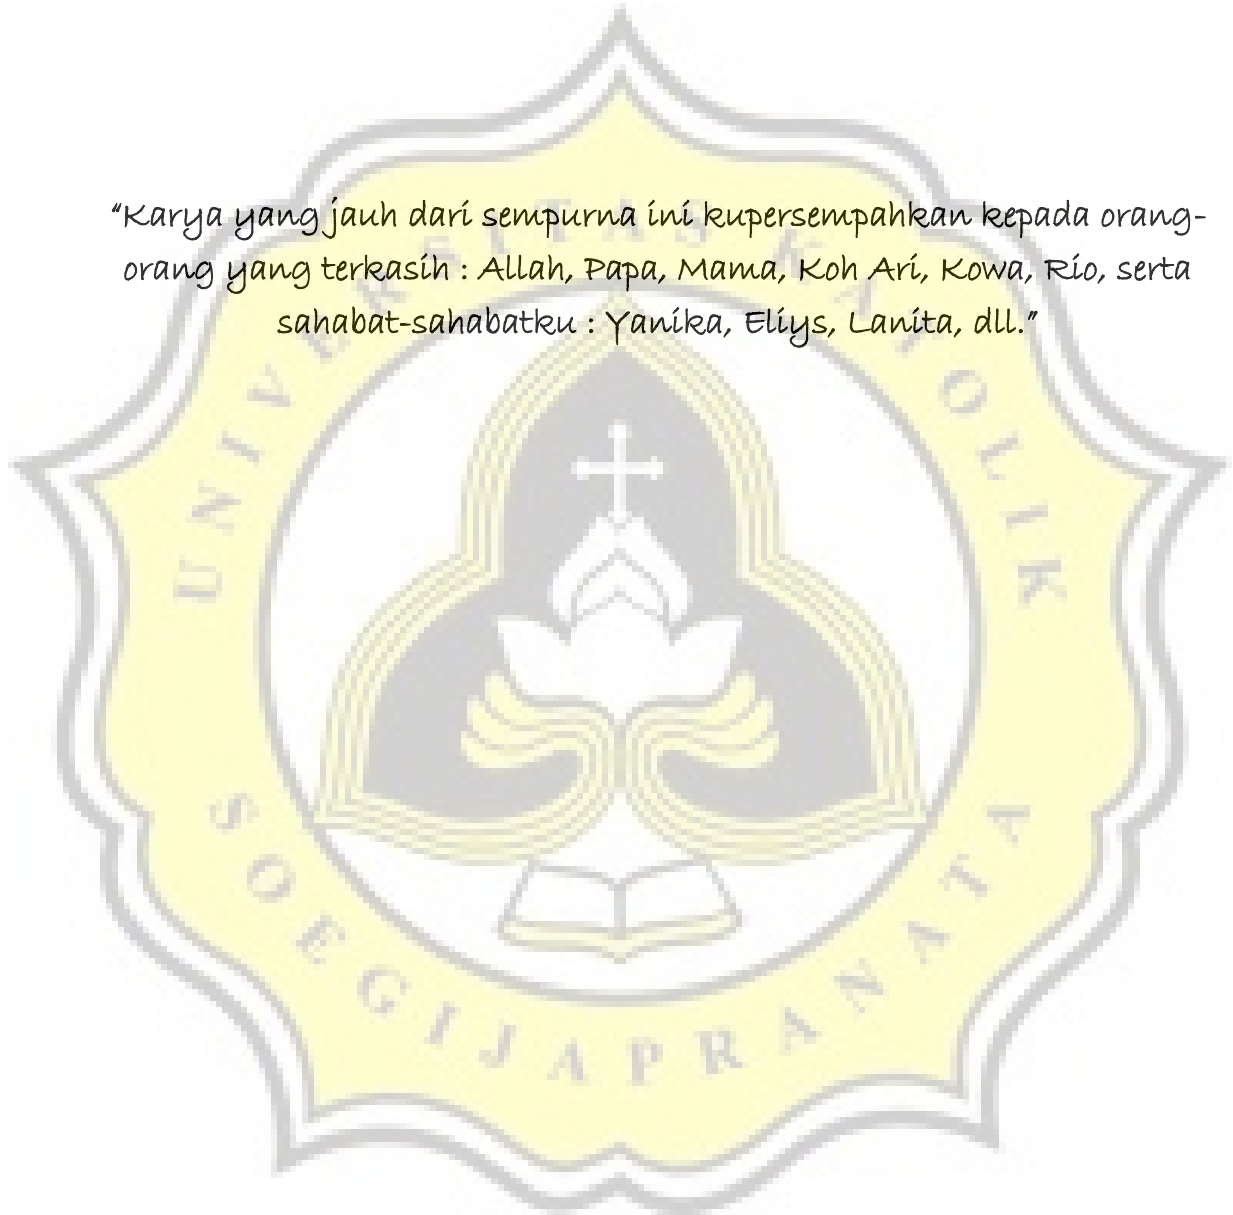 “Karya yang jauh dari sempurna ini kupersempahkan kepada orang-
orang yang terkasih : Allah, Papa, Mama, Koh Ari, Kowa, Rio, serta
sahabat-sahabatku : Yanika, Eliys, Lanita, dll.”
UNIVERSITAS KATOLIK
SOEGIJAPRANATA